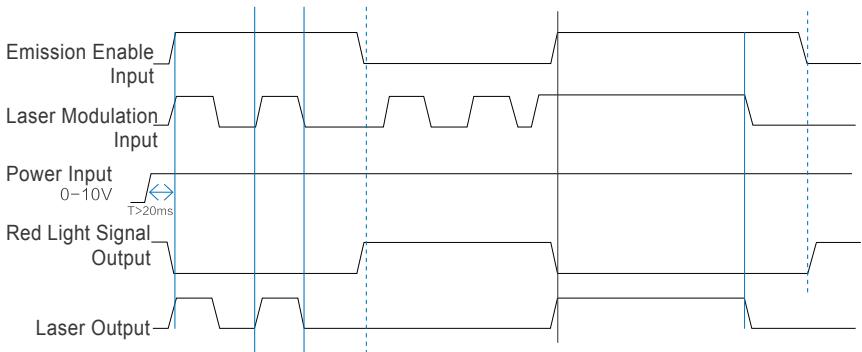 Emission Enable
Input
Laser Modulation
Input
Power Input
0-10V
T>20ms
Red Light Signal
Output
Laser Output